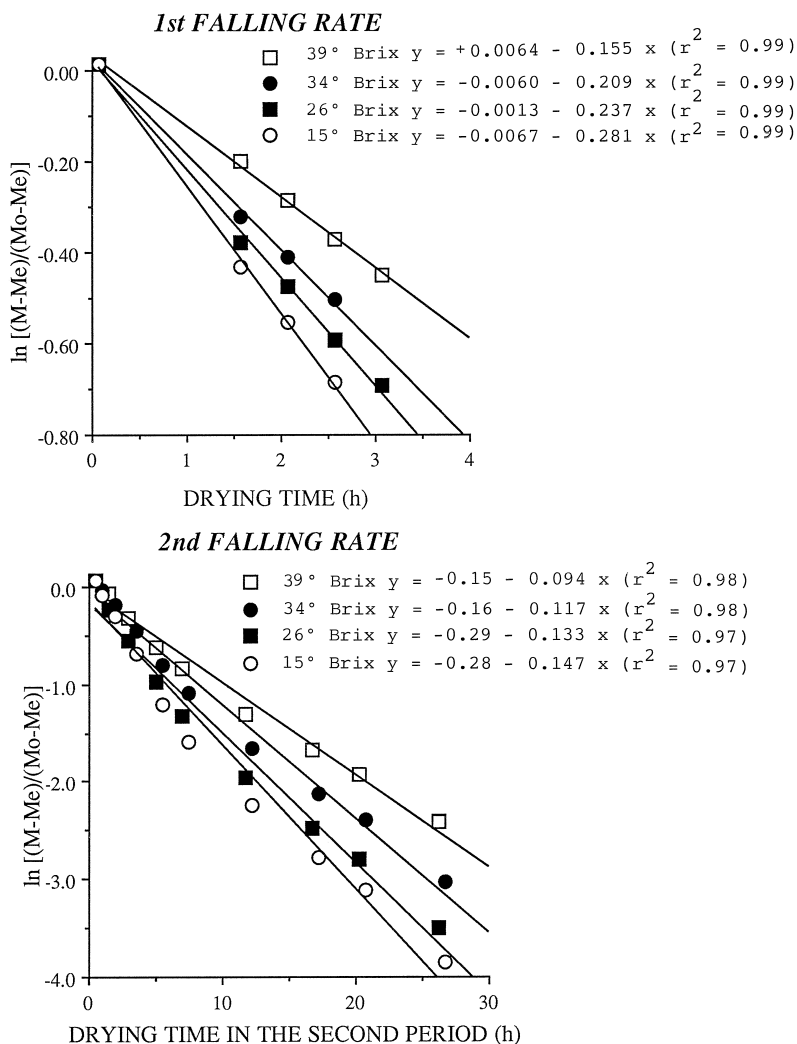 1st FALLING RATE
39° Brix y = +0.0064 - 0.155 x (r² = 0.99)
34° Brix y = -0.0060 - 0.209 x (r² = 0.99)
26° Brix y = -0.0013 - 0.237 x (r² = 0.99)
15° Brix y = -0.0067 - 0.281 x (r² = 0.99)
ln [(M-Me)/(Mo-Me)]
0.00
-0.20
-0.40
-0.60
-0.80
0 1 2 3 4
DRYING TIME (h)
2nd FALLING RATE
39° Brix y = -0.15 - 0.094 x (r² = 0.98)
34° Brix y = -0.16 - 0.117 x (r² = 0.98)
26° Brix y = -0.29 - 0.133 x (r² = 0.97)
15° Brix y = -0.28 - 0.147 x (r² = 0.97)
ln [(M-Me)/(Mo-Me)]
0.0
-1.0
-2.0
-3.0
-4.0
0 10 20 30
DRYING TIME IN THE SECOND PERIOD (h)